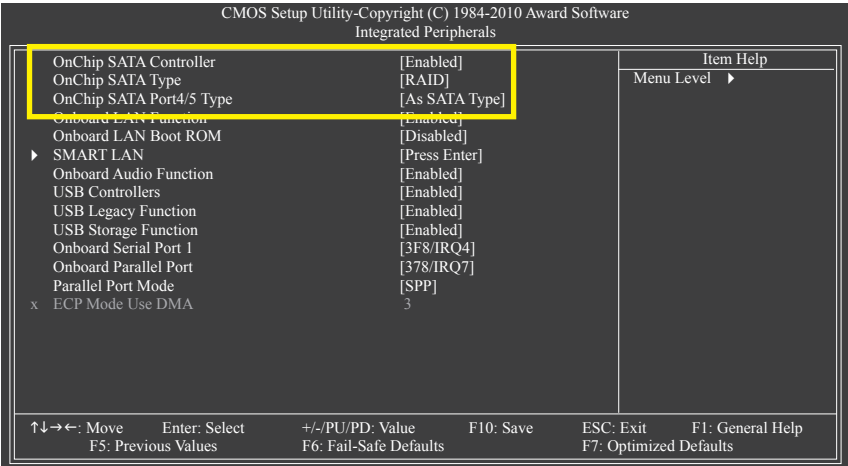 CMOS Setup Utility-Copyright (C) 1984-2010 Award Software
Integrated Peripherals
OnChip SATA Controller [Enabled]
OnChip SATA Type [RAID]
OnChip SATA Port4/5 Type [As SATA Type]
Onboard LAN Function [Enabled]
Onboard LAN Boot ROM [Disabled]
SMART LAN [Press Enter]
Onboard Audio Function [Enabled]
USB Controllers [Enabled]
USB Legacy Function [Enabled]
USB Storage Function [Enabled]
Onboard Serial Port 1 [3F8/IRQ4]
Onboard Parallel Port [378/IRQ7]
Parallel Port Mode [SPP]
x ECP Mode Use DMA 3
Item Help
Menu Level
↑↓→←: Move Enter: Select +/-/PU/PD: Value F10: Save ESC: Exit F1: General Help
F5: Previous Values F6: Fail-Safe Defaults F7: Optimized Defaults